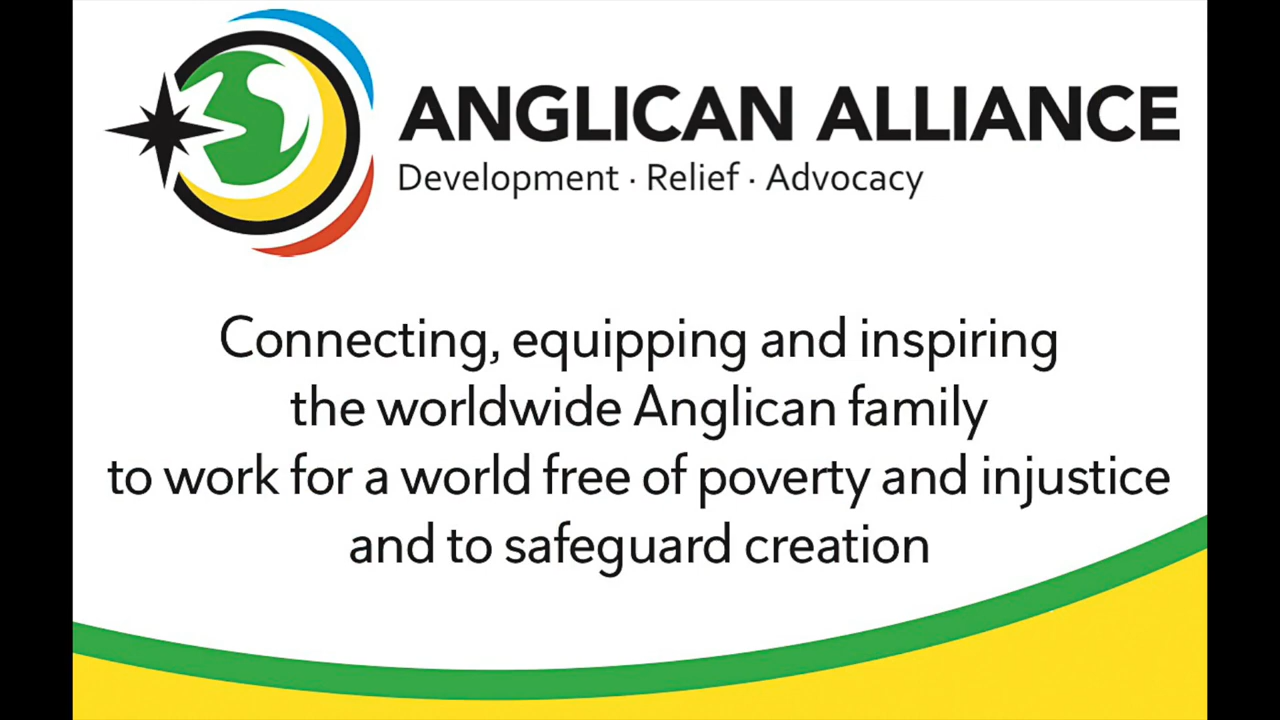 ANGLICAN ALLIANCE
Development · Relief · Advocacy
Connecting, equipping and inspiring
the worldwide Anglican family
to work for a world free of poverty and injustice
and to safeguard creation